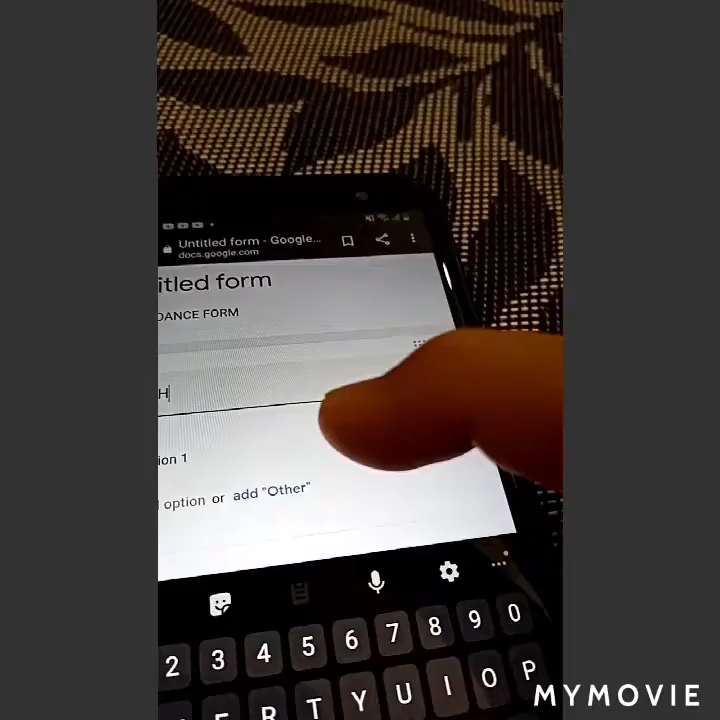 Untitled form - Google...
docs.google.com
itled form
DANCE FORM
H
ion 1
option or add "Other"
2 3 4 5 6 7 8 9 0
E R T Y U I O P
MYMOVIE